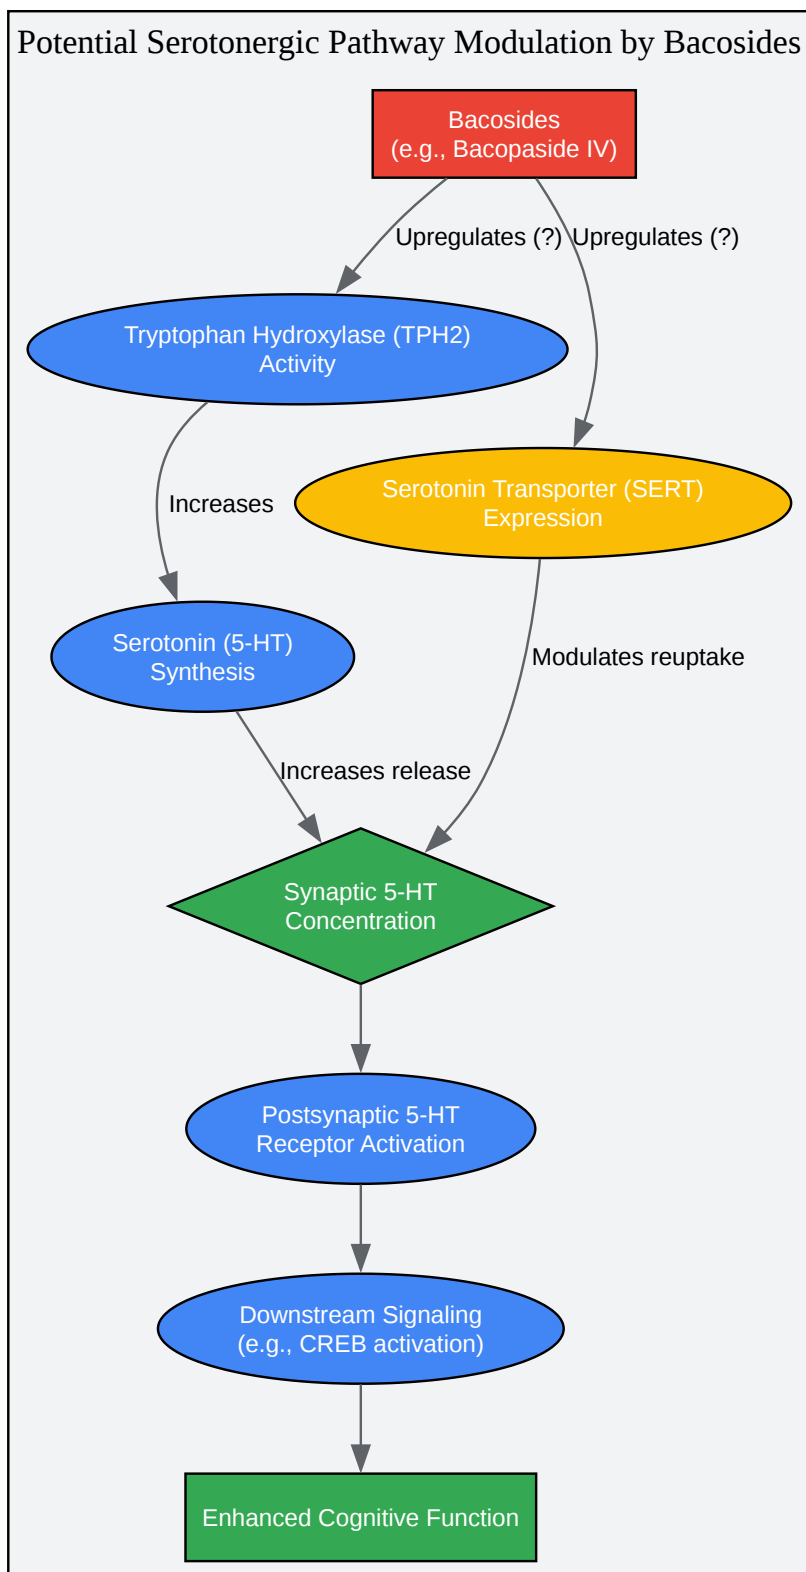 Potential Serotonergic Pathway Modulation by Bacosides
Bacosides
(e.g., Bacopaside IV)
Upregulates (?)
Upregulates (?)
Tryptophan Hydroxylase (TPH2)
Activity
Serotonin Transporter (SERT)
Expression
Increases
Serotonin (5-HT)
Synthesis
Modulates reuptake
Increases release
Synaptic 5-HT
Concentration
Postsynaptic 5-HT
Receptor Activation
Downstream Signaling
(e.g., CREB activation)
Enhanced Cognitive Function